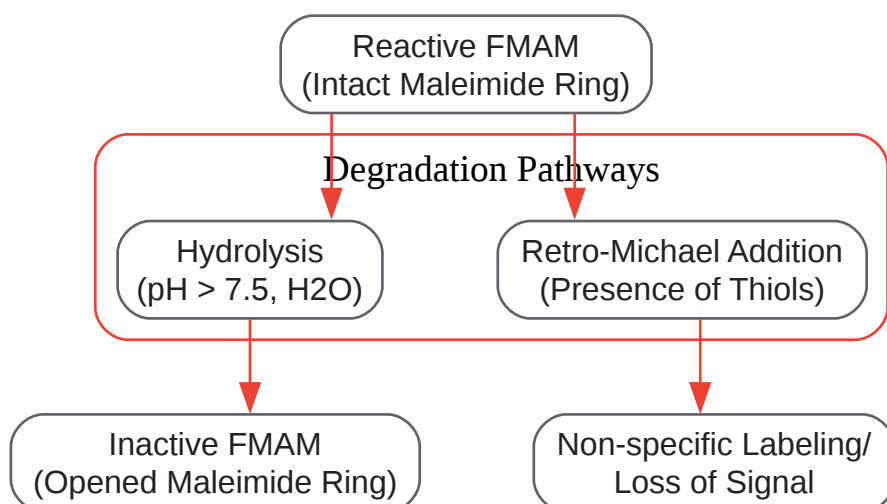 Reactive FMAM
(Intact Maleimide Ring)
Degradation Pathways
Hydrolysis
(pH > 7.5, H2O)
Retro-Michael Addition
(Presence of Thiols)
Inactive FMAM
(Opened Maleimide Ring)
Non-specific Labeling/
Loss of Signal